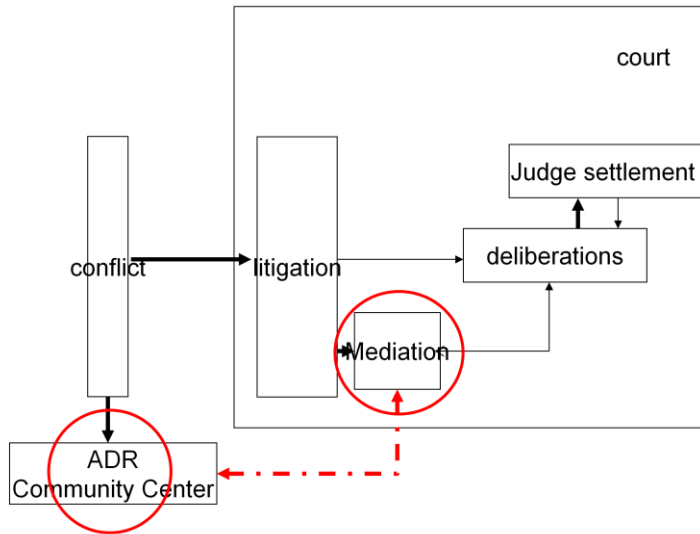 court
Judge settlement
conflict
litigation
deliberations
Mediation
ADR
Community Center